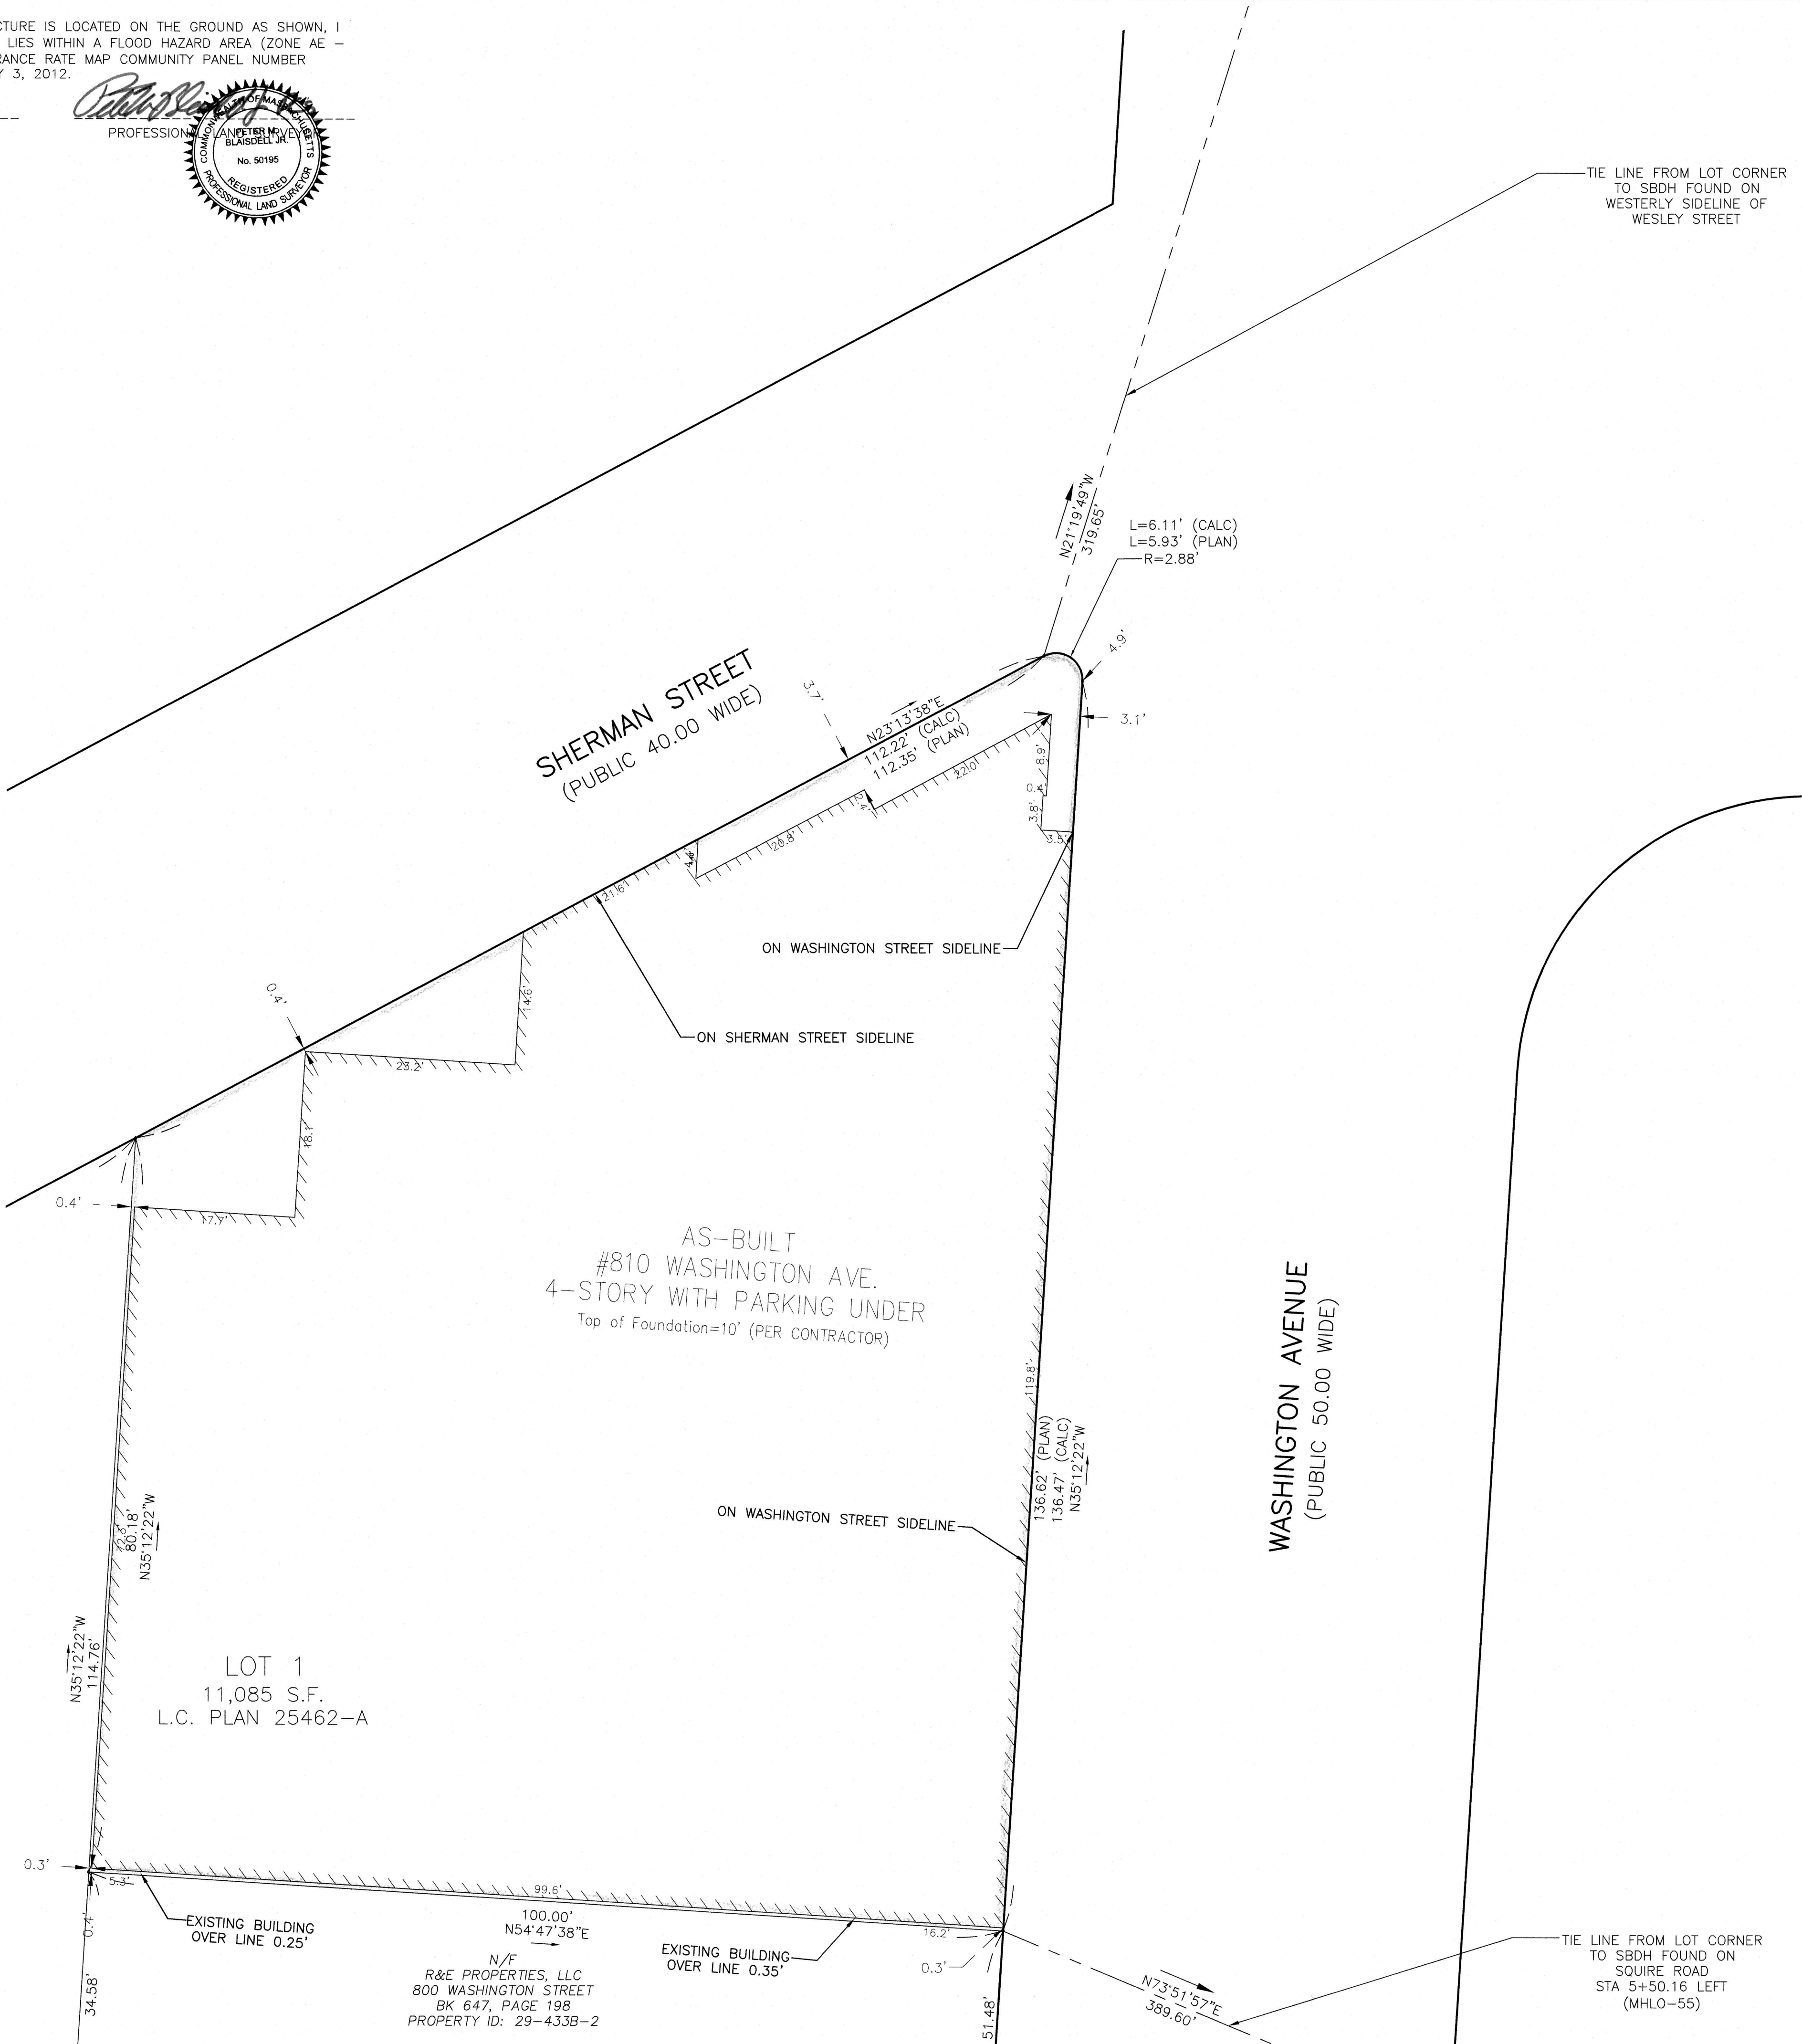 CTURE IS LOCATED ON THE GROUND AS SHOWN, I
LIES WITHIN A FLOOD HAZARD AREA (ZONE AE –
RANCE RATE MAP COMMUNITY PANEL NUMBER
Y 3, 2012.
PROFESSIONAL LAND SURVEYOR
COMMONWEALTH OF MASSACHUSETTS
PETER M.
BLAISDELL JR.
No. 50195
REGISTERED
PROFESSIONAL LAND SURVEYOR
TIE LINE FROM LOT CORNER
TO SBDH FOUND ON
WESTERLY SIDELINE OF
WESLEY STREET
N21°19'49"W
319.65'
L=6.11' (CALC)
L=5.93' (PLAN)
R=2.88'
4.9'
3.1'
SHERMAN STREET
(PUBLIC 40.00 WIDE)
3.7'
N23°13'38"E
112.22' (CALC)
112.35' (PLAN)
22.0'
8.9'
0.4'
3.8'
3.5'
2.4'
20.8'
21.6'
ON WASHINGTON STREET SIDELINE
ON SHERMAN STREET SIDELINE
14.6'
0.4'
23.2'
18.1'
0.4'
17.7'
AS-BUILT
#810 WASHINGTON AVE.
4-STORY WITH PARKING UNDER
Top of Foundation=10' (PER CONTRACTOR)
119.8'
136.62' (PLAN)
136.47' (CALC)
N35°12'22"W
WASHINGTON AVENUE
(PUBLIC 50.00 WIDE)
ON WASHINGTON STREET SIDELINE
80.18'
N35°12'22"W
N35°12'22"W
114.76'
LOT 1
11,085 S.F.
L.C. PLAN 25462-A
0.3'
5.3'
0.4'
34.58'
EXISTING BUILDING
OVER LINE 0.25'
99.6'
100.00'
N54°47'38"E
N/F
R&E PROPERTIES, LLC
800 WASHINGTON STREET
BK 647, PAGE 198
PROPERTY ID: 29-433B-2
EXISTING BUILDING
OVER LINE 0.35'
16.2'
0.3'
51.48'
N73°51'57"E
389.60'
TIE LINE FROM LOT CORNER
TO SBDH FOUND ON
SQUIRE ROAD
STA 5+50.16 LEFT
(MHLO-55)